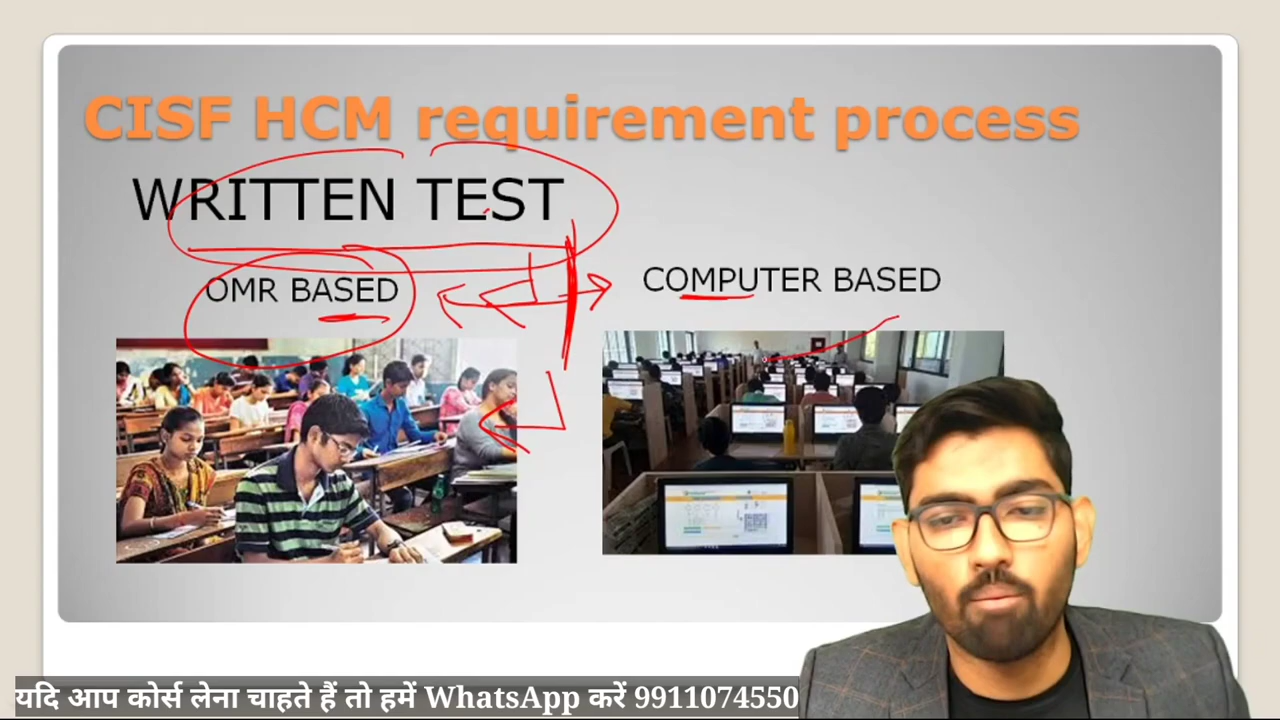 CISF HCM requirement process
WRITTEN TEST
OMR BASED
COMPUTER BASED
यदि आप कोर्स लेना चाहते हैं तो हमें WhatsApp करें 9911074550